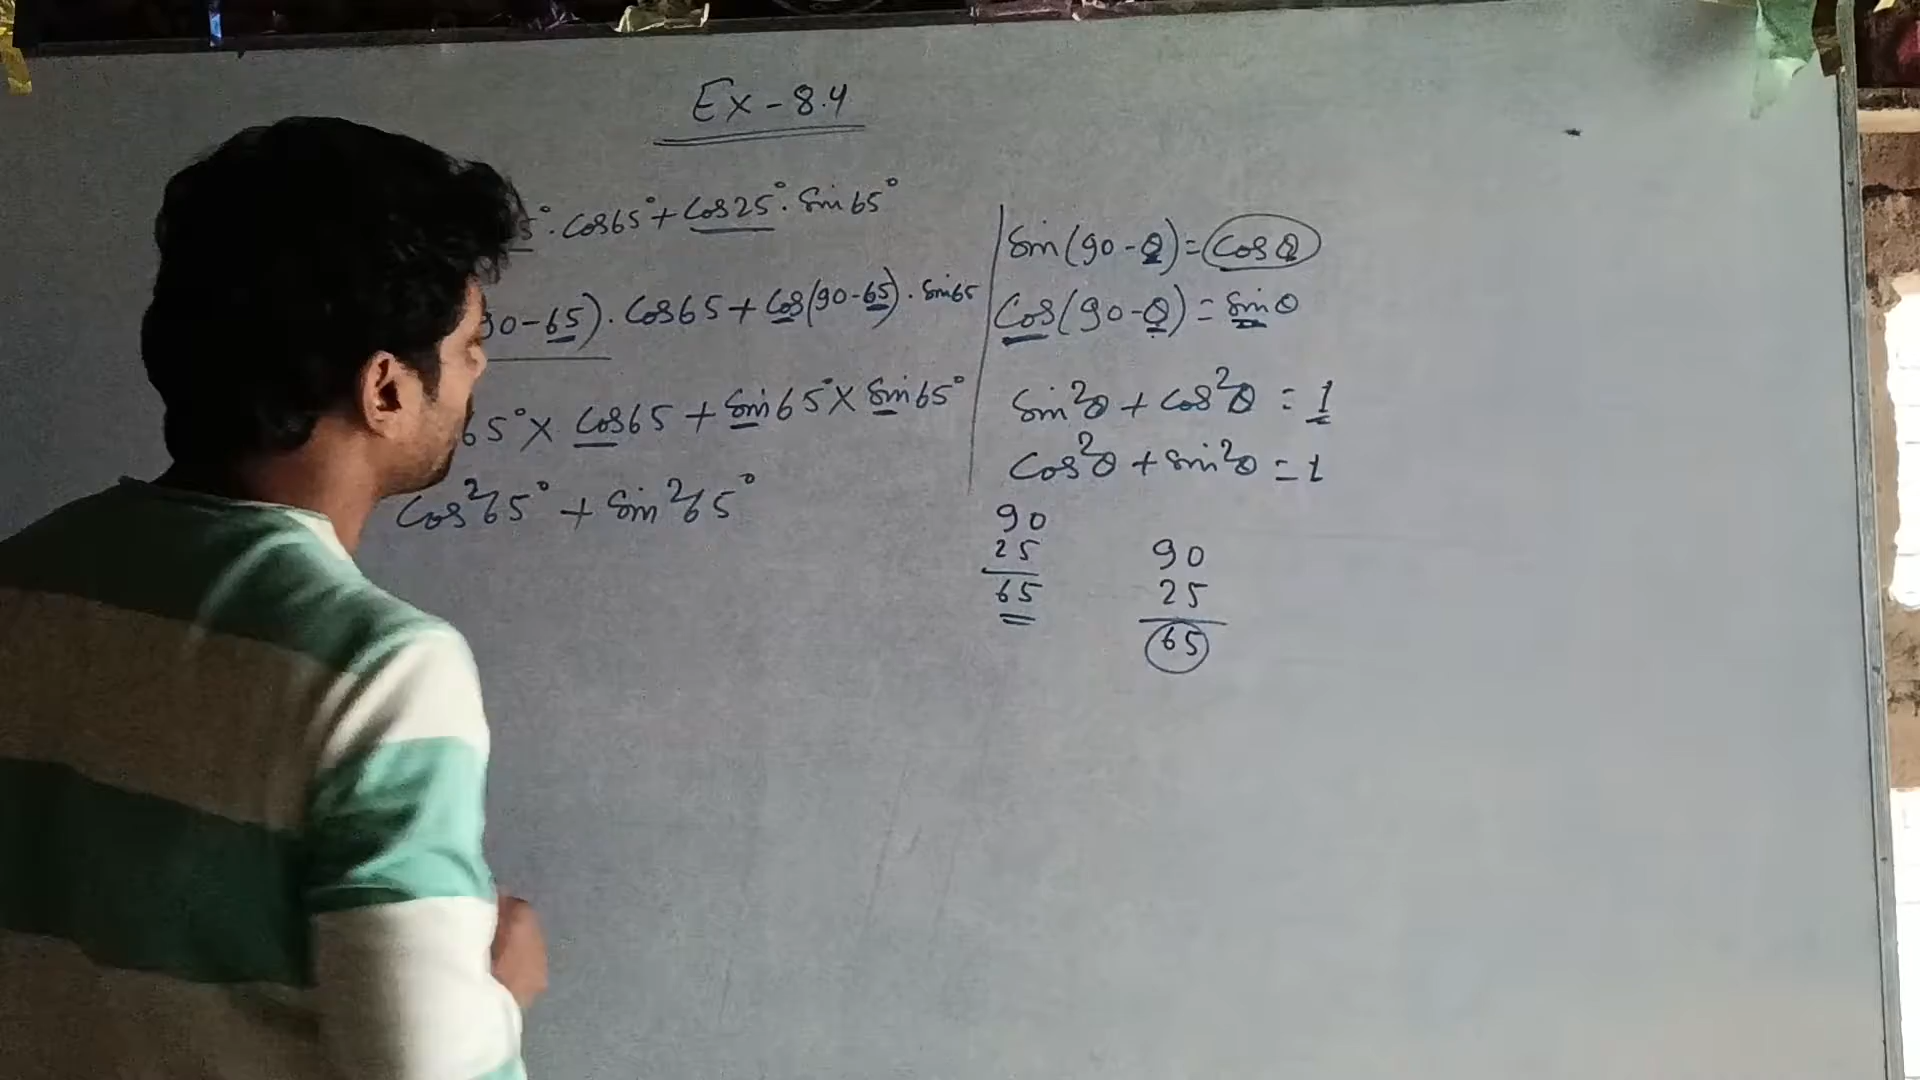 Ex - 8.4
5°. Cos65° + Cos25°. Sin65°
90-65). Cos65 + Cos(90-65). Sin65
65° X Cos65 + Sin65° X Sin65°
Cos²65° + Sin²65°
Sin(90-θ) = Cosθ
Cos(90-θ) = Sinθ
Sin²θ + Cos²θ = 1
Cos²θ + Sin²θ = 1
90
25
65
90
25
65